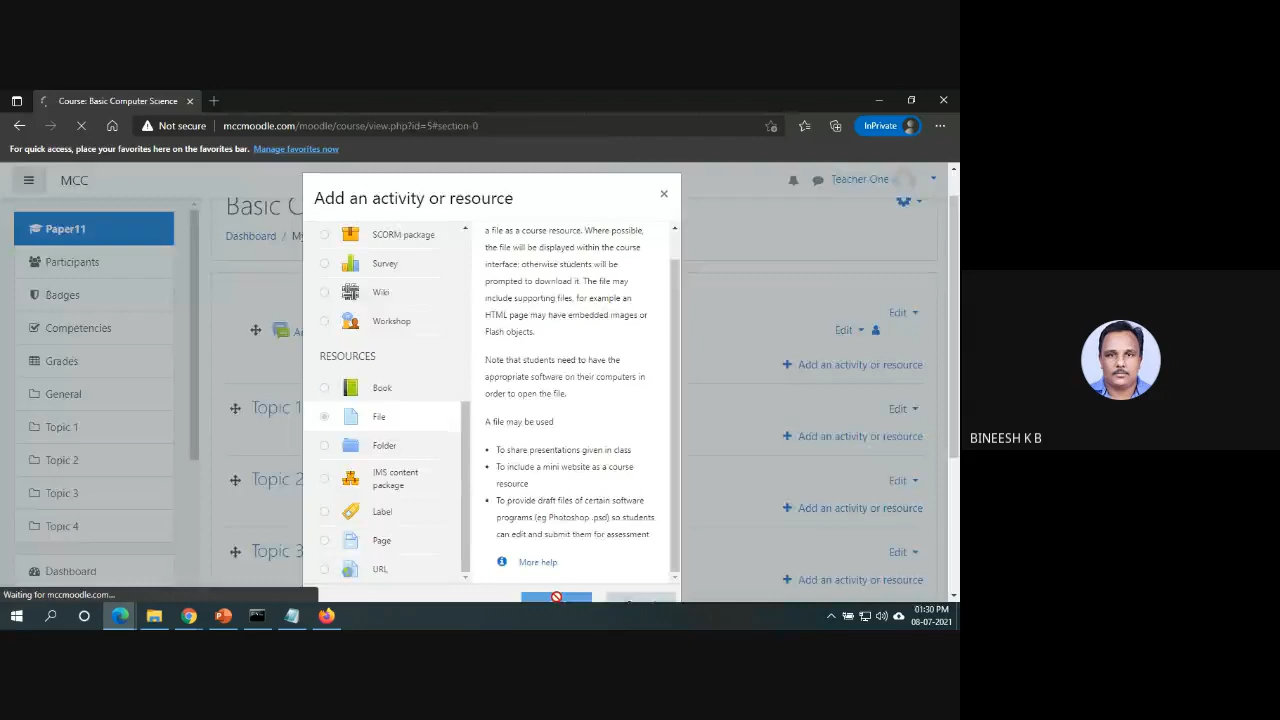 Course: Basic Computer Science
Not secure
mccmoodle.com/moodle/course/view.php?id=5#section-0
InPrivate
For quick access, place your favorites here on the favorites bar. Manage favorites now
MCC
Teacher One
Paper11
Participants
Badges
Competencies
Grades
General
Topic 1
Topic 2
Topic 3
Topic 4
Dashboard
Basic C
Dashboard / My
Add an activity or resource
SCORM package
Survey
Wiki
Workshop
RESOURCES
Book
File
Folder
IMS content
package
Label
Page
URL
a file as a course resource. Where possible,
the file will be displayed within the course
interface; otherwise students will be
prompted to download it. The file may
include supporting files, for example an
HTML page may have embedded images or
Flash objects.
Note that students need to have the
appropriate software on their computers in
order to open the file.
A file may be used
To share presentations given in class
To include a mini website as a course
resource
To provide draft files of certain software
programs (eg Photoshop .psd) so students
can edit and submit them for assessment
More help
Edit
Edit
Add an activity or resource
Topic 1
Edit
Add an activity or resource
Topic 2
Edit
Add an activity or resource
Topic 3
Edit
Add an activity or resource
Waiting for mccmoodle.com...
01:30 PM
08-07-2021
BINEESH K B